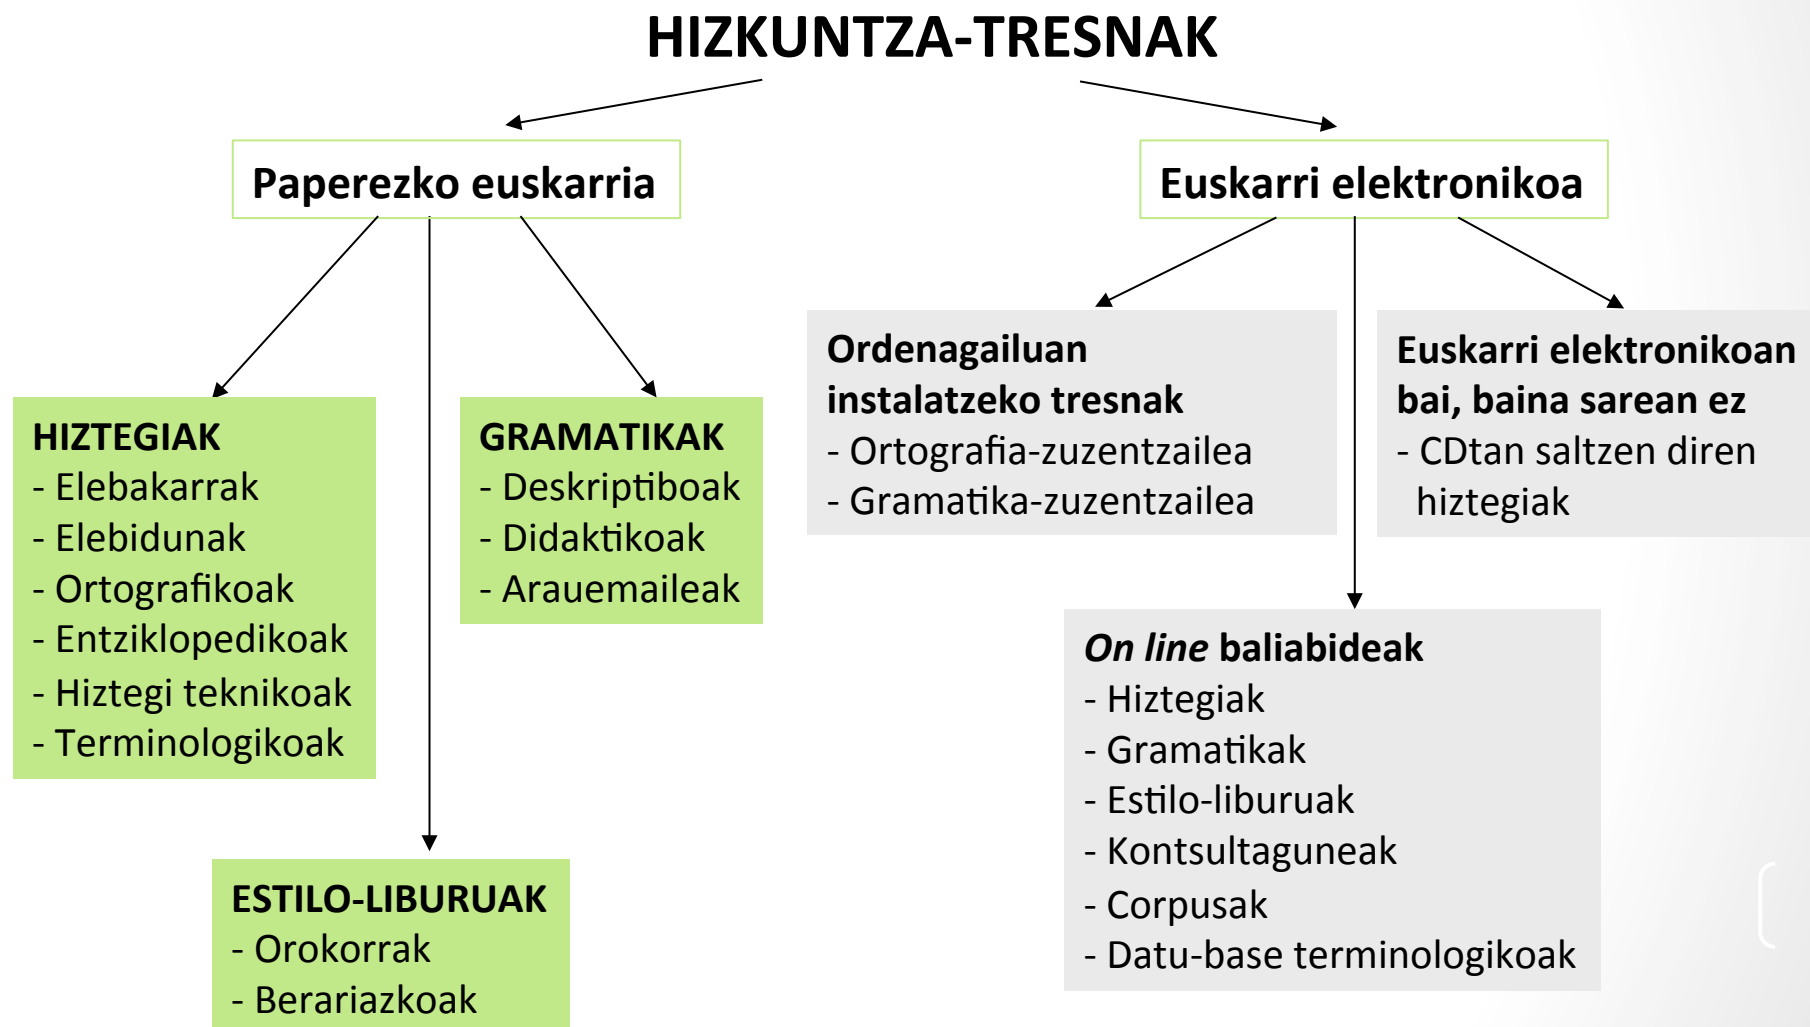 HIZKUNTZA-TRESNAK
Paperezko euskarria
Euskarri elektronikoa
HIZTEGIAK
- Elebakarrak
- Elebidunak
- Ortografikoak
- Entziklopedikoak
- Hiztegi teknikoak
- Terminologikoak
GRAMATIKAK
- Deskriptiboak
- Didaktikoak
- Arauemaileak
ESTILO-LIBURUAK
- Orokorrak
- Berariazkoak
Ordenagailuan
instalatzeko tresnak
- Ortografia-zuzentzailea
- Gramatika-zuzentzailea
Euskarri elektronikoan
bai, baina sarean ez
- CDtan saltzen diren
hiztegiak
On line baliabideak
- Hiztegiak
- Gramatikak
- Estilo-liburuak
- Kontsultaguneak
- Corpusak
- Datu-base terminologikoak